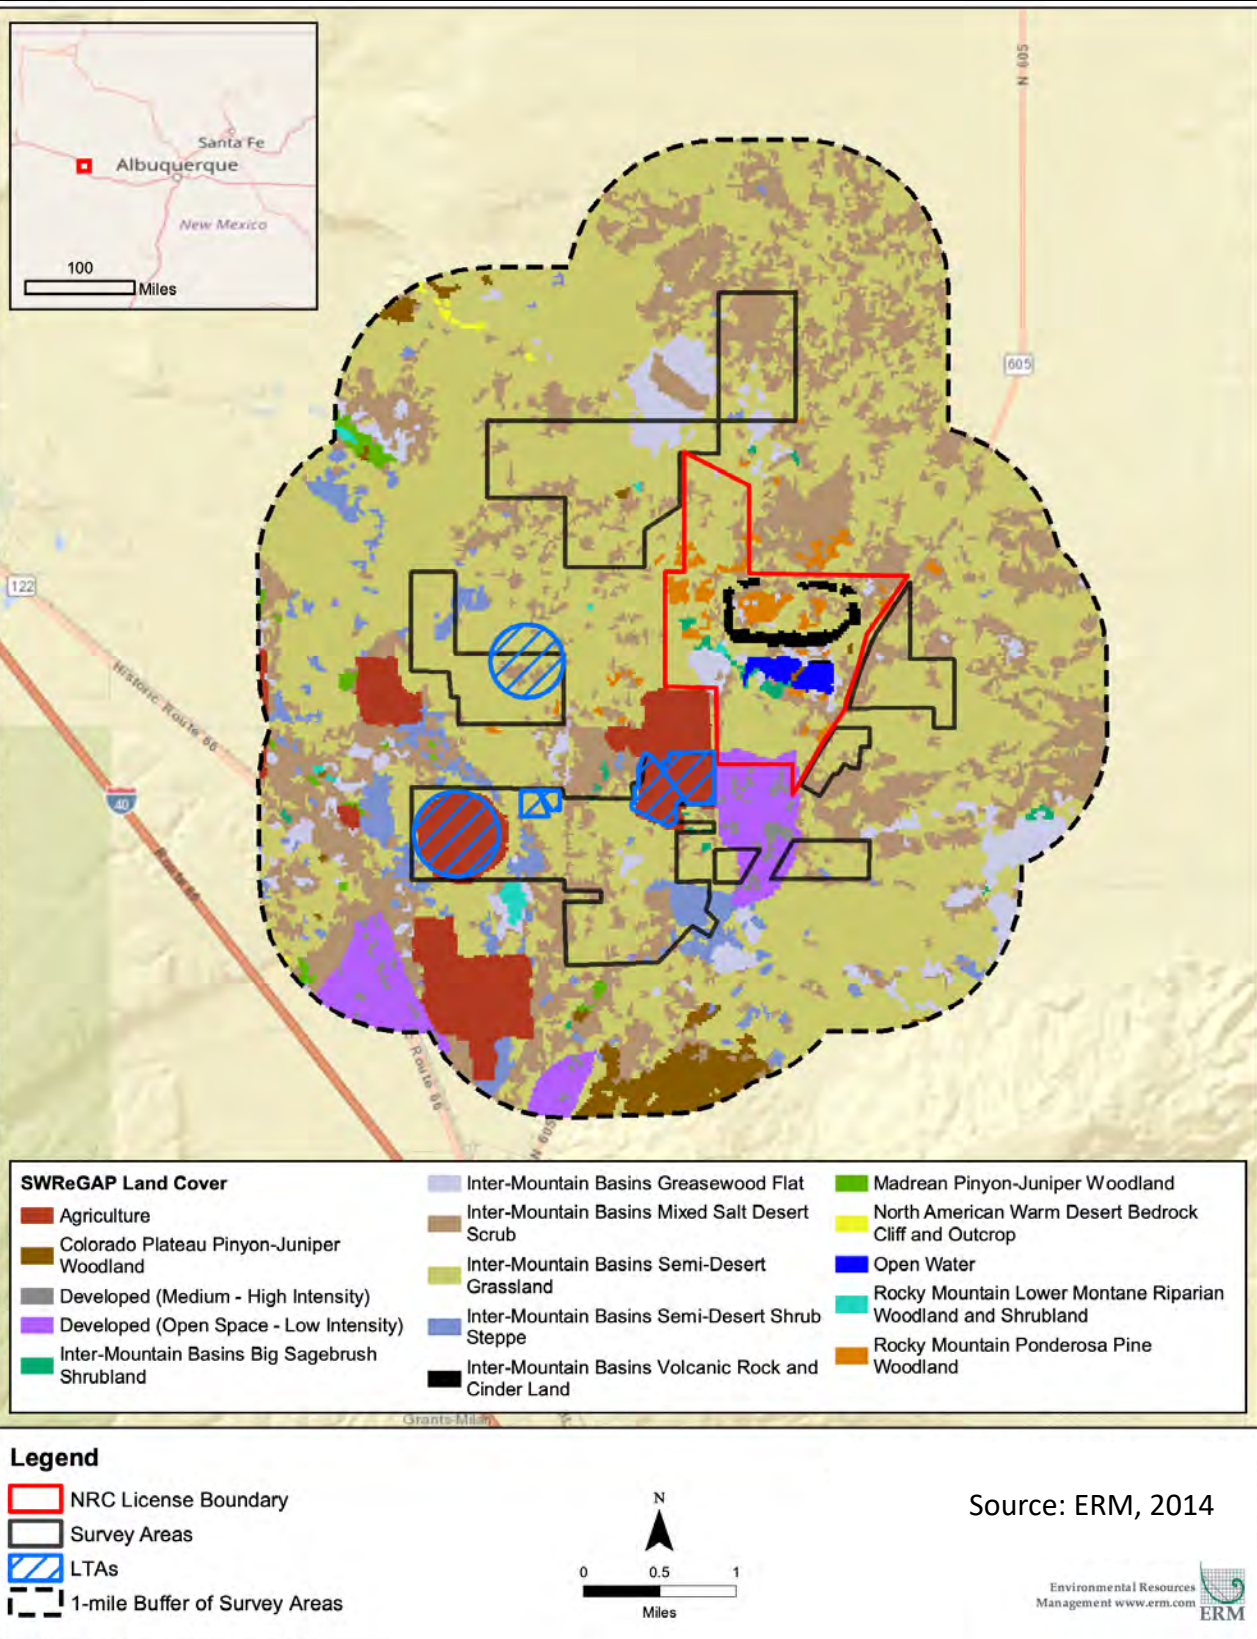 Santa Fe
Albuquerque
New Mexico
100
Miles
N 605
605
122
Historic Route 66
40
Route 66
Route 66
N 605
SWReGAP Land Cover
Agriculture
Colorado Plateau Pinyon-Juniper
Woodland
Developed (Medium - High Intensity)
Developed (Open Space - Low Intensity)
Inter-Mountain Basins Big Sagebrush
Shrubland
Inter-Mountain Basins Greasewood Flat
Inter-Mountain Basins Mixed Salt Desert
Scrub
Inter-Mountain Basins Semi-Desert
Grassland
Inter-Mountain Basins Semi-Desert Shrub
Steppe
Inter-Mountain Basins Volcanic Rock and
Cinder Land
Madrean Pinyon-Juniper Woodland
North American Warm Desert Bedrock
Cliff and Outcrop
Open Water
Rocky Mountain Lower Montane Riparian
Woodland and Shrubland
Rocky Mountain Ponderosa Pine
Woodland
Grants-Milan
Legend
NRC License Boundary
Survey Areas
LTAs
1-mile Buffer of Survey Areas
N
0 0.5 1
Miles
Source: ERM, 2014
Environmental Resources
Management www.erm.com
ERM